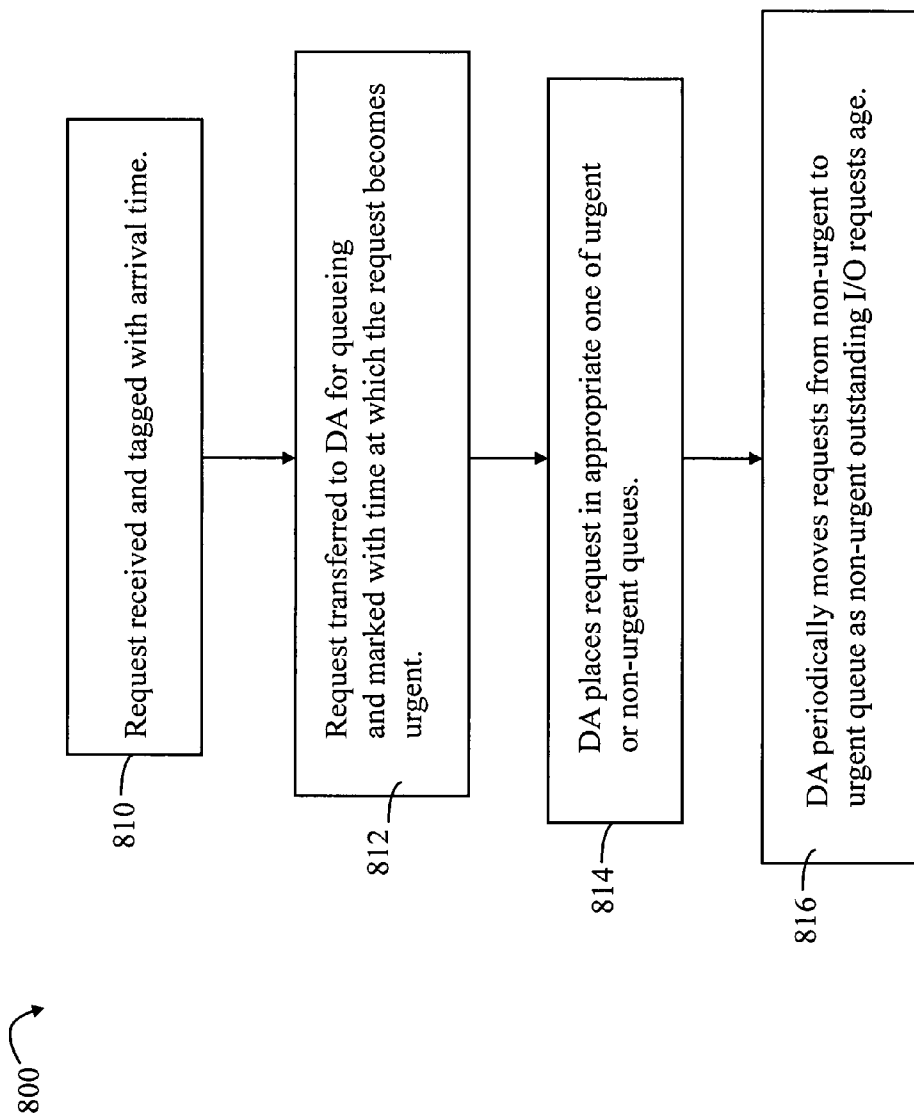 800
810
Request received and tagged with arrival time.
812
Request transferred to DA for queueing
and marked with time at which the request becomes
urgent.
814
DA places request in appropriate one of urgent
or non-urgent queues.
816
DA periodically moves requests from non-urgent to
urgent queue as non-urgent outstanding I/O requests age.